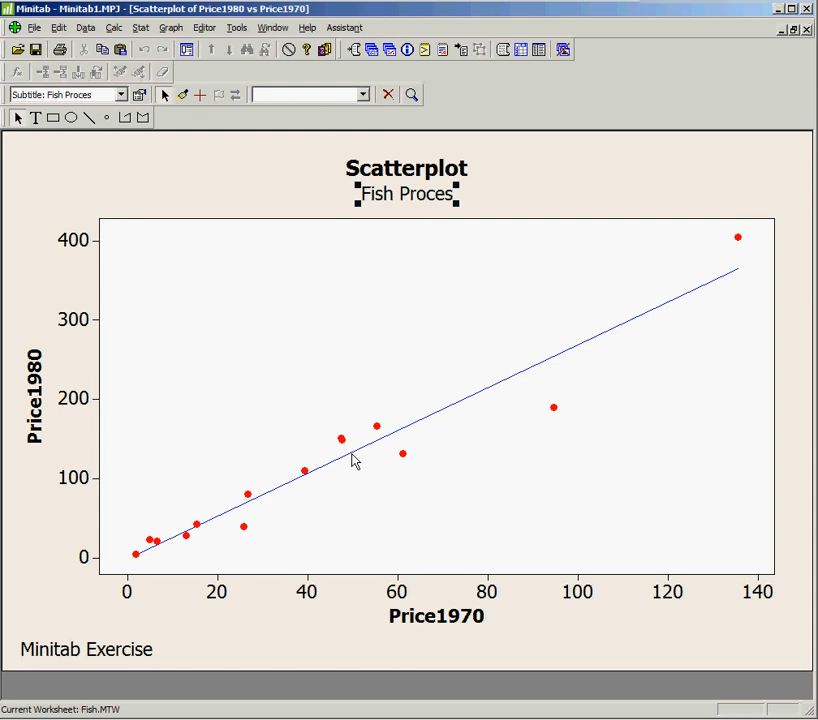 Minitab - Minitab1.MPJ - [Scatterplot of Price1980 vs Price1970]
File Edit Data Calc Stat Graph Editor Tools Window Help Assistant
Subtitle: Fish Proces
Scatterplot
Fish Proces
400
300
200
100
0
Price1980
0 20 40 60 80 100 120 140
Price1970
Minitab Exercise
Current Worksheet: Fish.MTW